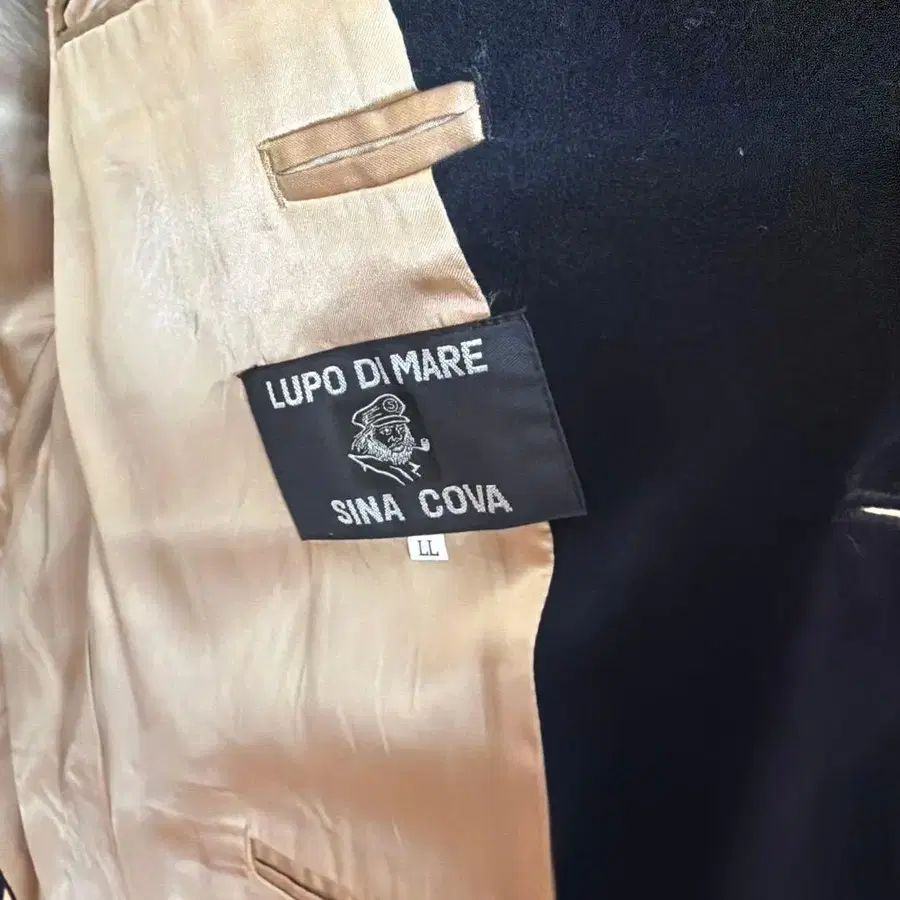 LUPO DI MARE
S
SINA COVA
LL